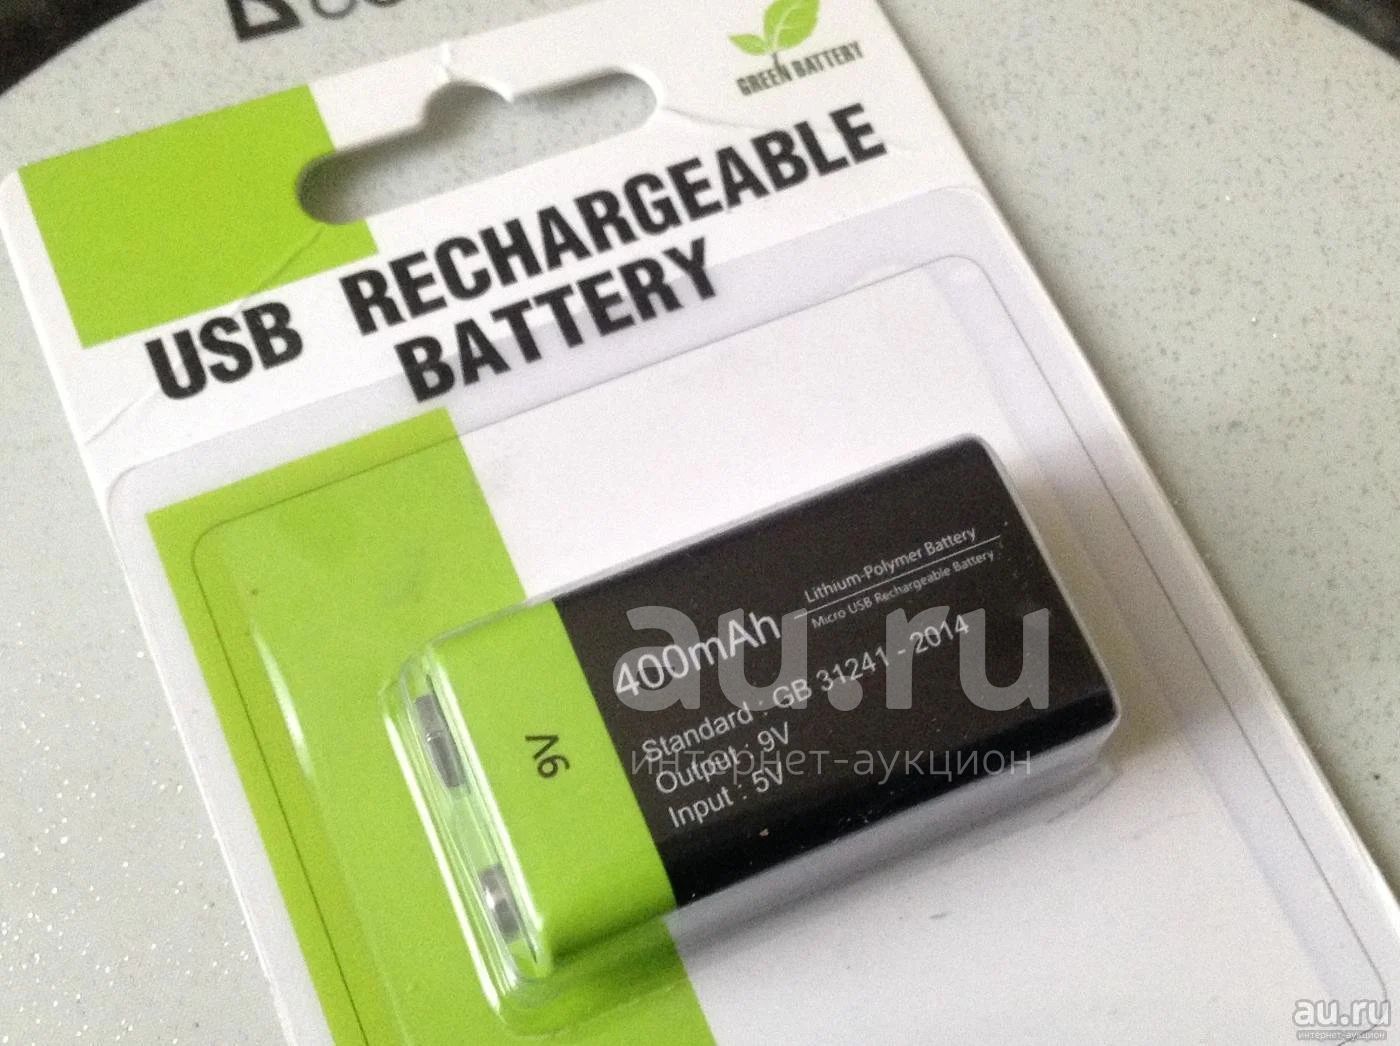 GREEN BATTERY
USB RECHARGEABLE
BATTERY
400mAh
Lithium-Polymer Battery
Micro USB Rechargeable Battery
Standard : GB 31241 - 2014
Output : 9V
Input : 5V
9V
au.ru
интернет-аукцион
au.ru
интернет-аукцион